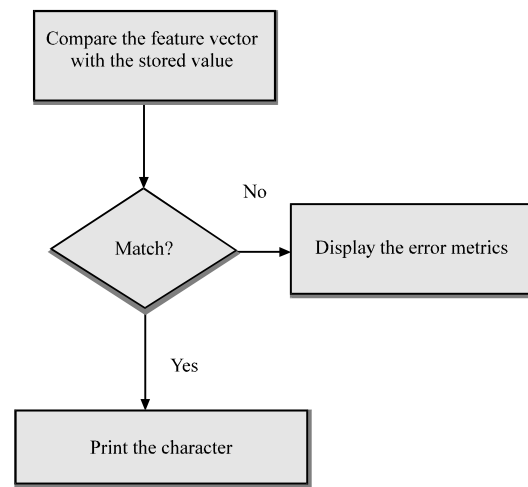 Compare the feature vector
with the stored value
No
Match?
Display the error metrics
Yes
Print the character